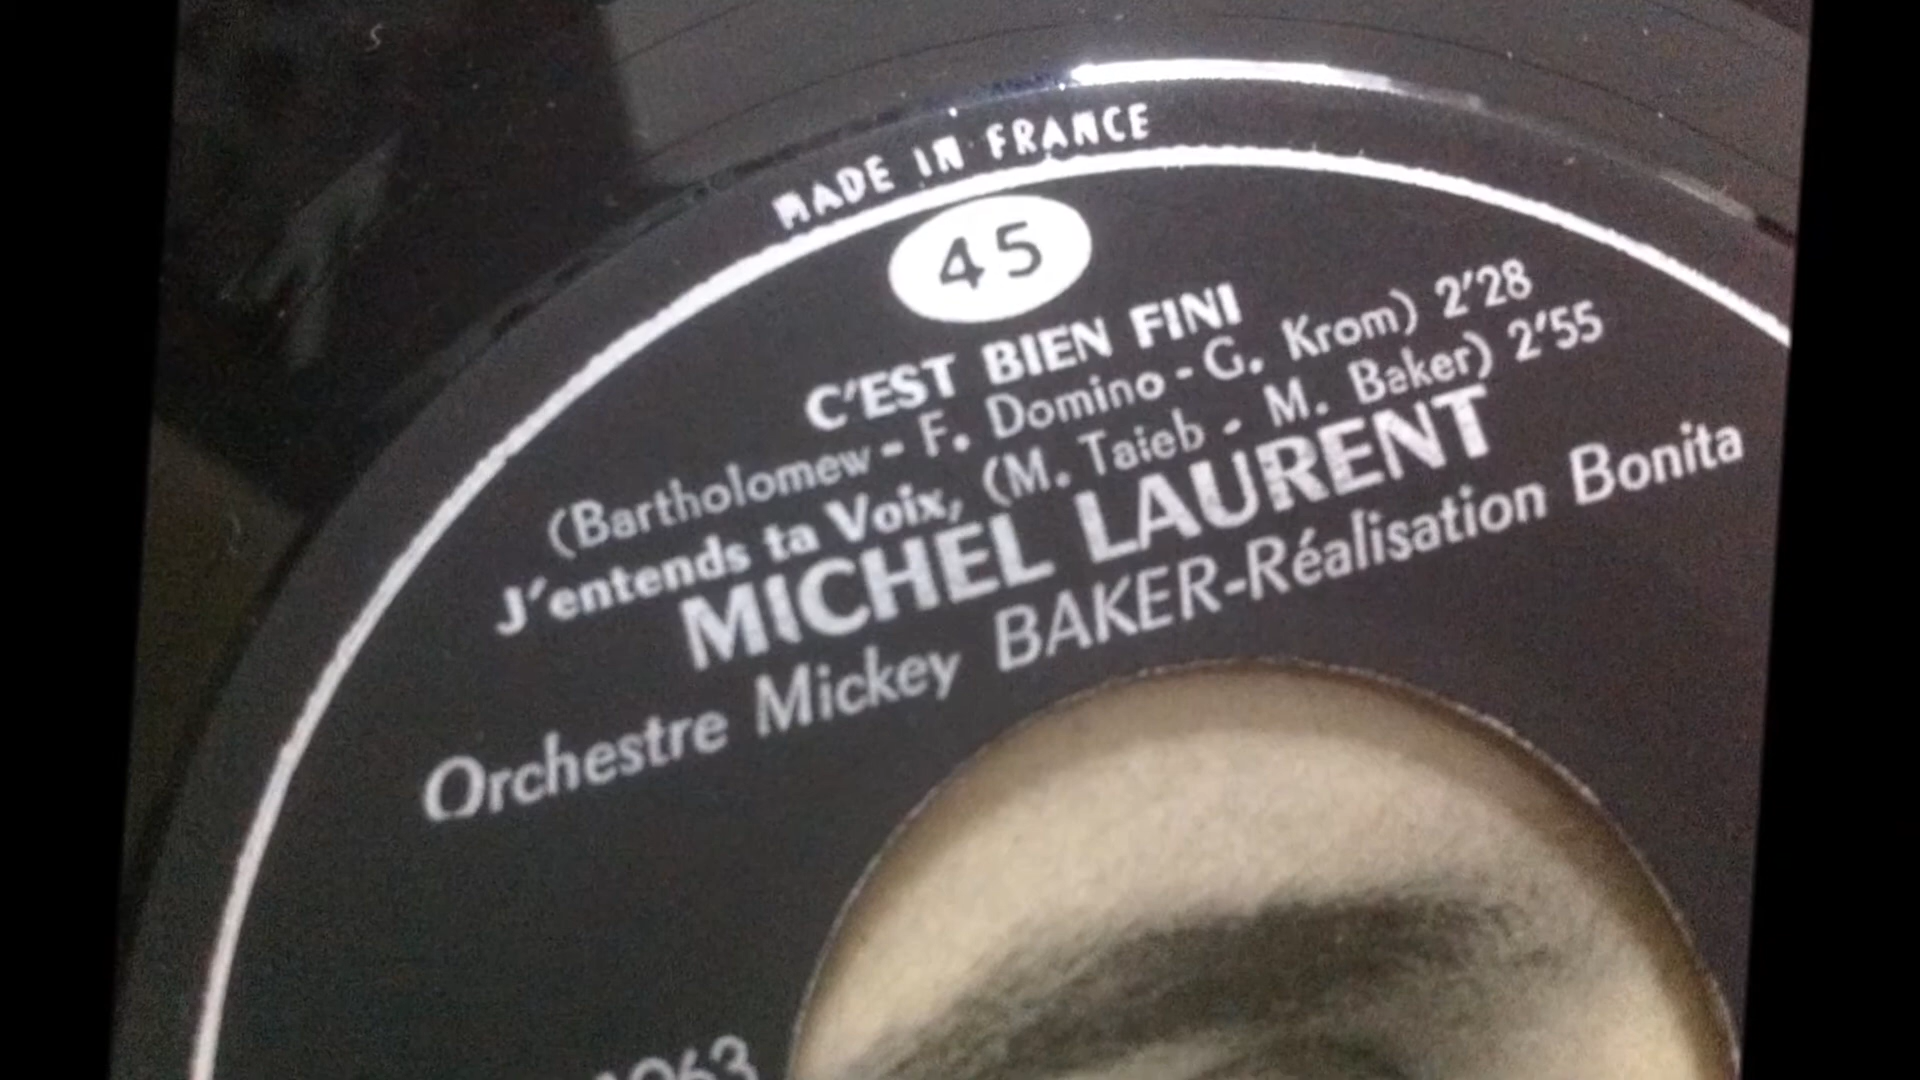 MADE IN FRANCE
45
C'EST BIEN FINI
(Bartholomew - F. Domino - G. Krom) 2'28
J'entends ta Voix, (M. Taieb - M. Baker) 2'55
MICHEL LAURENT
Orchestre Mickey BAKER-Réalisation Bonita
1963